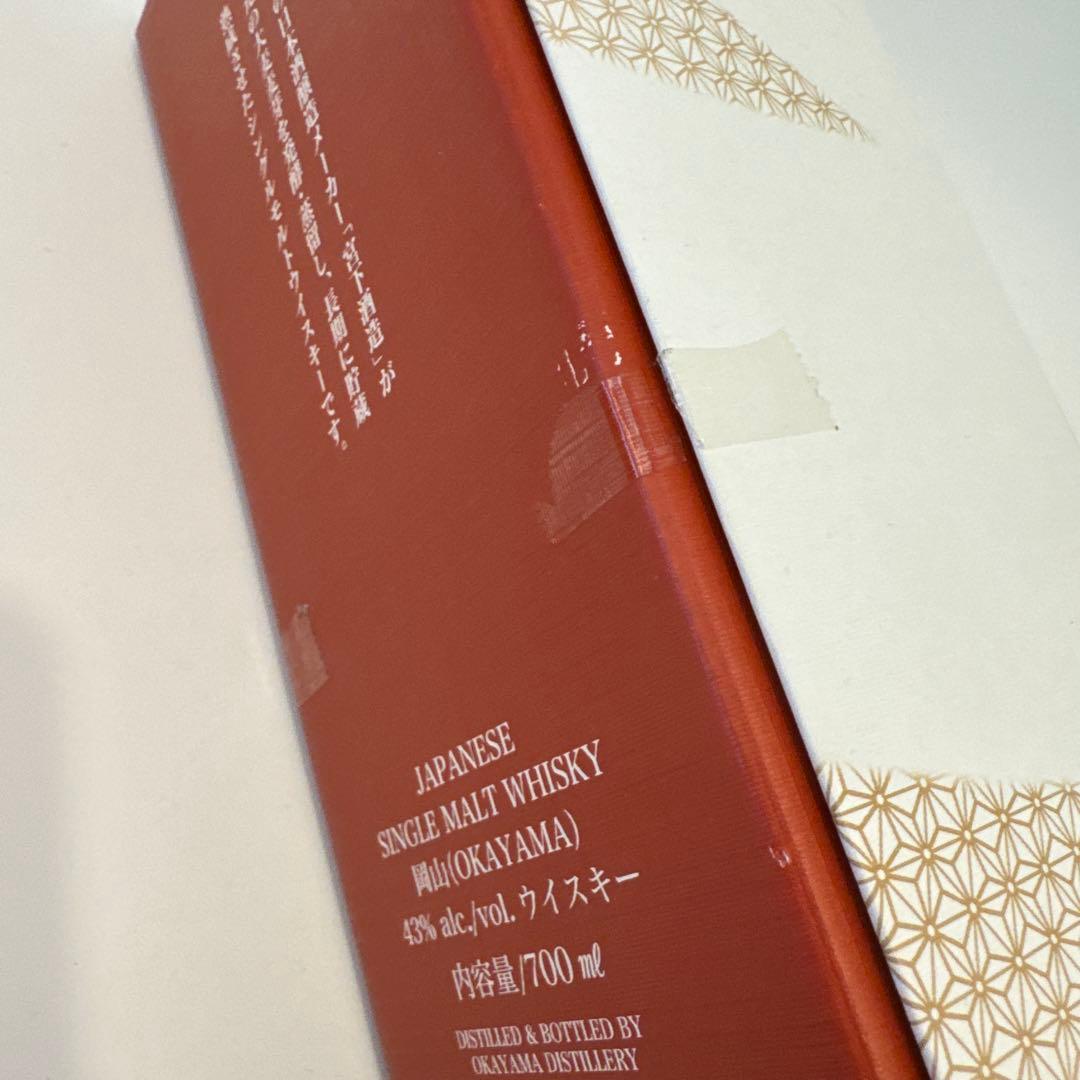 の日本酒醸造メーカー「宮下酒造」が
の大麦麦芽を発酵・蒸留し、長期に貯蔵
熟成させたシングルモルトウイスキーです。
JAPANESE
SINGLE MALT WHISKY
岡山(OKAYAMA)
43% alc./vol. ウイスキー
内容量/700 ㎖
DISTILLED & BOTTLED BY
OKAYAMA DISTILLERY